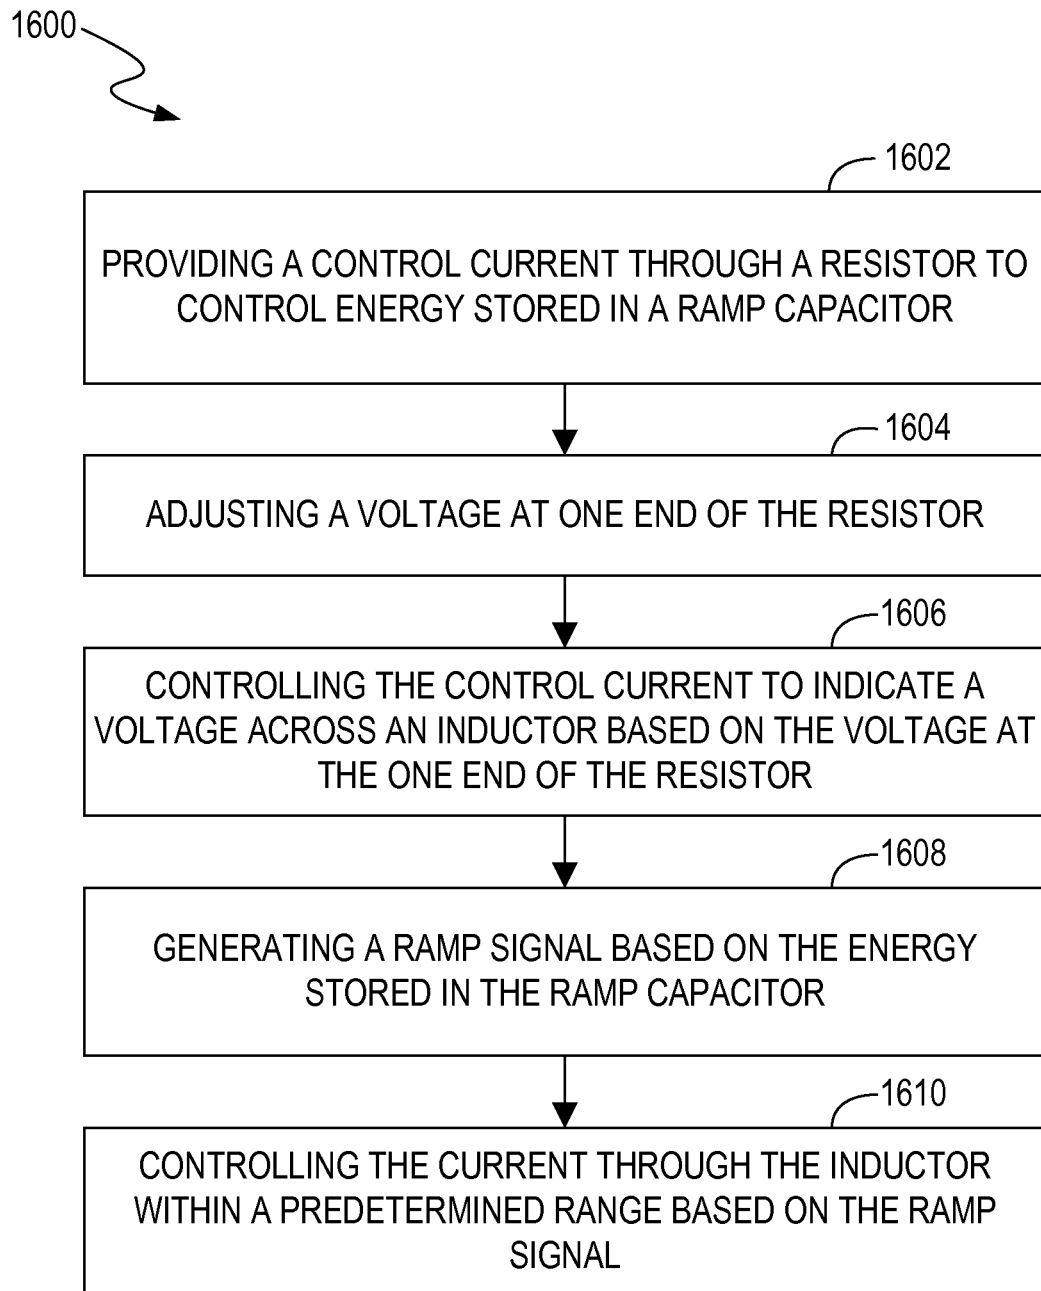 1600
1602
PROVIDING A CONTROL CURRENT THROUGH A RESISTOR TO
CONTROL ENERGY STORED IN A RAMP CAPACITOR
1604
ADJUSTING A VOLTAGE AT ONE END OF THE RESISTOR
1606
CONTROLLING THE CONTROL CURRENT TO INDICATE A
VOLTAGE ACROSS AN INDUCTOR BASED ON THE VOLTAGE AT
THE ONE END OF THE RESISTOR
1608
GENERATING A RAMP SIGNAL BASED ON THE ENERGY
STORED IN THE RAMP CAPACITOR
1610
CONTROLLING THE CURRENT THROUGH THE INDUCTOR
WITHIN A PREDETERMINED RANGE BASED ON THE RAMP
SIGNAL